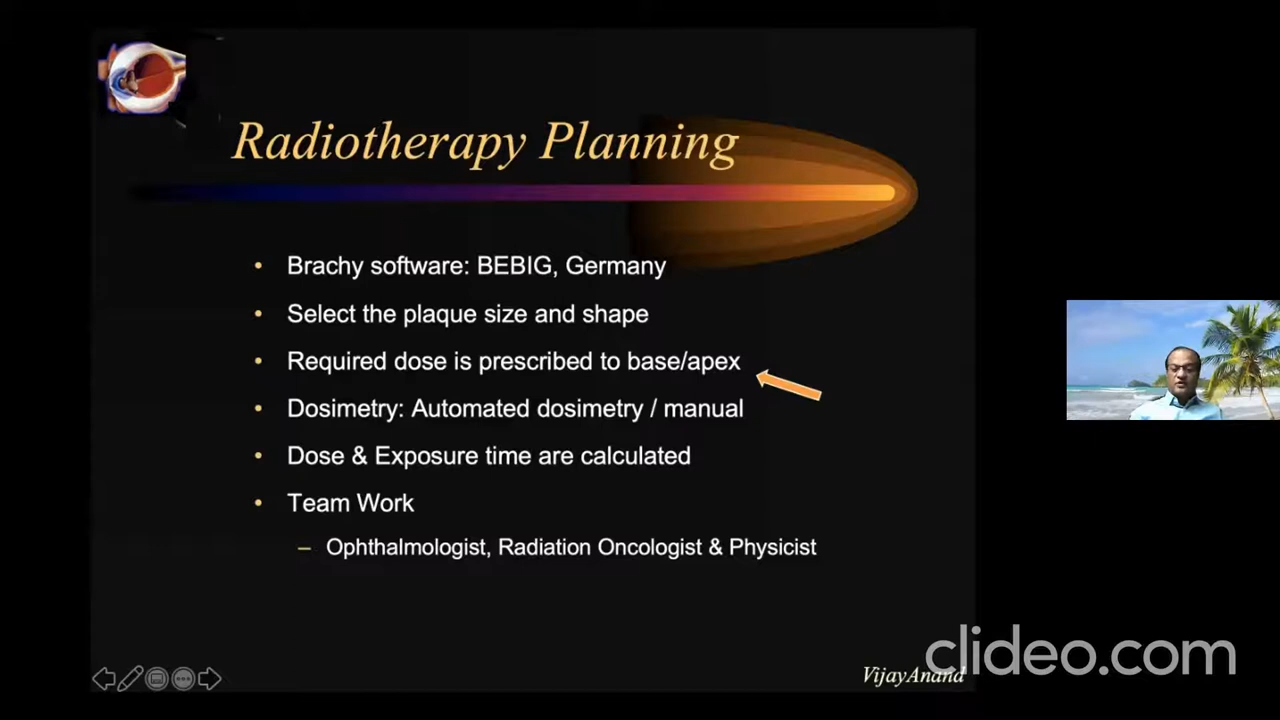 Radiotherapy Planning
• Brachy software: BEBIG, Germany
• Select the plaque size and shape
• Required dose is prescribed to base/apex
• Dosimetry: Automated dosimetry / manual
• Dose & Exposure time are calculated
• Team Work
– Ophthalmologist, Radiation Oncologist & Physicist
clideo.com
VijayAnand